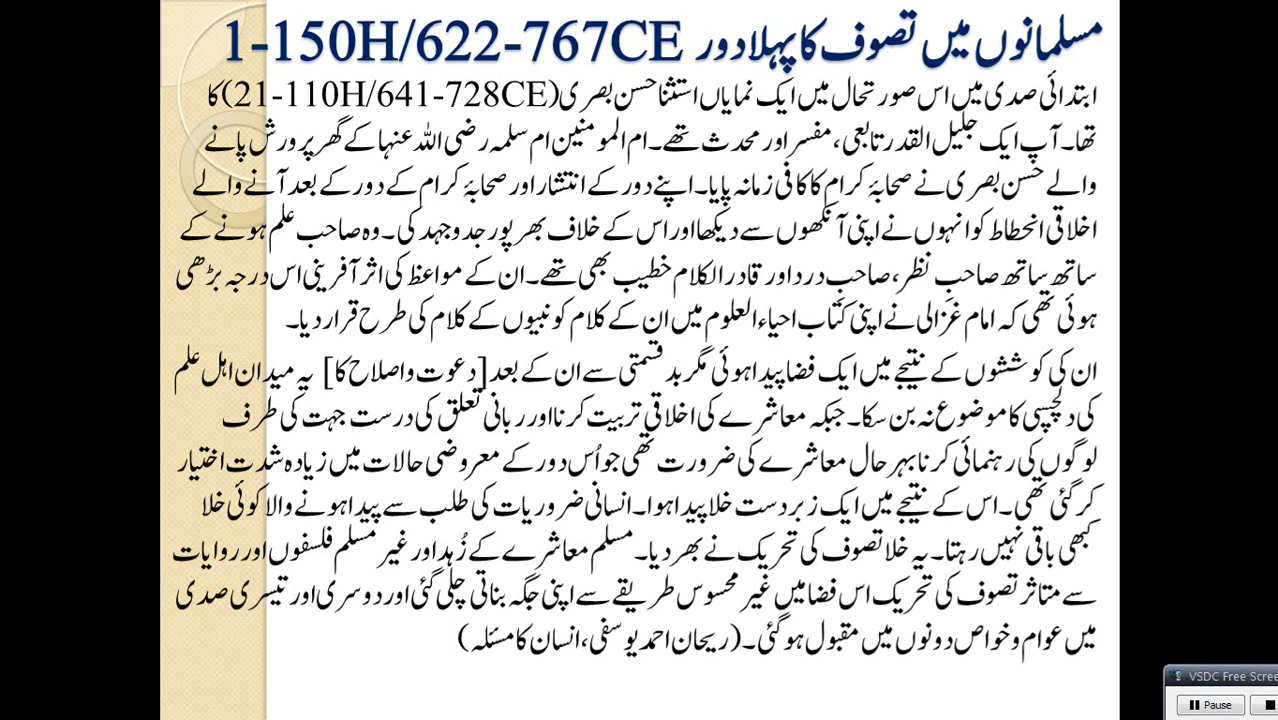 مسلمانوں میں تصوف کا پہلا دور 1-150H/622-767CE
ابتدائی صدی میں اس صورتحال میں ایک نمایاں استثنا حسن بصری (21-110H/641-728CE) کا
تھا۔ آپ ایک جلیل القدر تابعی، مفسر اور محدث تھے۔ ام المومنین ام سلمہ رضی اللہ عنہا کے گھر پرورش پانے
والے حسن بصری نے صحابۂ کرام کا کافی زمانہ پایا۔ اپنے دور کے انتشار اور صحابۂ کرام کے دور کے بعد آنے والے
اخلاقی انحطاط کو انہوں نے اپنی آنکھوں سے دیکھا اور اس کے خلاف بھرپور جدوجہد کی۔ وہ صاحب علم ہونے کے
ساتھ ساتھ صاحبِ نظر، صاحبِ درد اور قادر الکلام خطیب بھی تھے۔ ان کے مواعظ کی اثر آفرینی اس درجہ بڑھی
ہوئی تھی کہ امام غزالی نے اپنی کتاب احیاء العلوم میں ان کے کلام کو نبیوں کے کلام کی طرح قرار دیا۔
ان کی کوششوں کے نتیجے میں ایک فضا پیدا ہوئی مگر بدقسمتی سے ان کے بعد [دعوت و اصلاح کا] یہ میدان اہل علم
کی دلچسپی کا موضوع نہ بن سکا۔ جبکہ معاشرے کی اخلاقی تربیت کرنا اور ربانی تعلق کی درست جہت کی طرف
لوگوں کی رہنمائی کرنا بہرحال معاشرے کی ضرورت تھی جو اُس دور کے معروضی حالات میں زیادہ شدت اختیار
کر گئی تھی۔ اس کے نتیجے میں ایک زبردست خلا پیدا ہوا۔ انسانی ضروریات کی طلب سے پیدا ہونے والا کوئی خلا
کبھی باقی نہیں رہتا۔ یہ خلا تصوف کی تحریک نے بھر دیا۔ مسلم معاشرے کے زُہد اور غیر مسلم فلسفوں اور روایات
سے متاثر تصوف کی تحریک اس فضا میں غیر محسوس طریقے سے اپنی جگہ بناتی چلی گئی اور دوسری اور تیسری صدی
میں عوام و خواص دونوں میں مقبول ہو گئی۔ (ریحان احمد یوسفی، انسان کا مسئلہ)
VSDC Free Scree
Pause